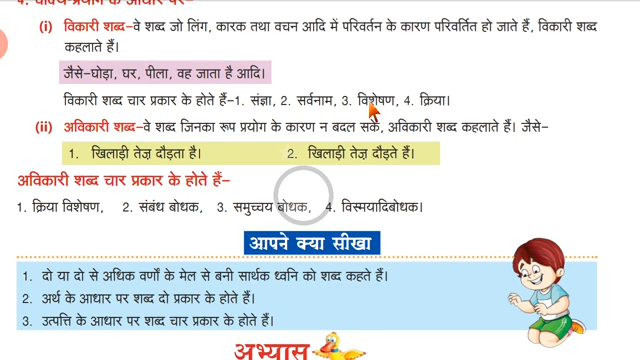 4. वाक्य-प्रयोग के आधार पर–
(i) विकारी शब्द–वे शब्द जो लिंग, कारक तथा वचन आदि में परिवर्तन के कारण परिवर्तित हो जाते हैं, विकारी शब्द
कहलाते हैं।
जैसे-घोड़ा, घर, पीला, वह जाता है आदि।
विकारी शब्द चार प्रकार के होते हैं–1. संज्ञा, 2. सर्वनाम, 3. विशेषण, 4. क्रिया।
(ii) अविकारी शब्द–वे शब्द जिनका रूप प्रयोग के कारण न बदल सके, अविकारी शब्द कहलाते हैं। जैसे–
1. खिलाड़ी तेज़ दौड़ता है। 2. खिलाड़ी तेज़ दौड़ते हैं।
अविकारी शब्द चार प्रकार के होते हैं–
1. क्रिया विशेषण, 2. संबंध बोधक, 3. समुच्चय बोधक, 4. विस्मयादिबोधक।
आपने क्या सीखा
1. दो या दो से अधिक वर्णों के मेल से बनी सार्थक ध्वनि को शब्द कहते हैं।
2. अर्थ के आधार पर शब्द दो प्रकार के होते हैं।
3. उत्पत्ति के आधार पर शब्द चार प्रकार के होते हैं।
अभ्यास